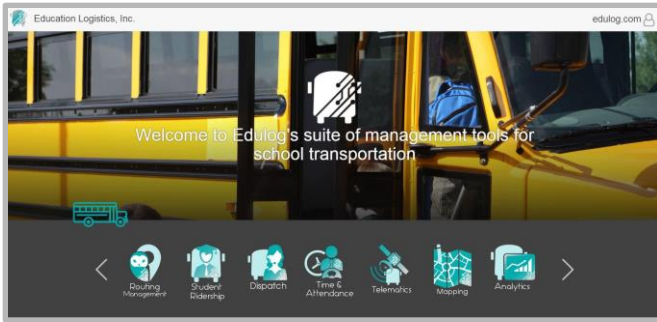 Education Logistics, Inc.
edulog.com
Welcome to Edulog's suite of management tools for
school transportation
Routing
Management
Student
Ridership
Dispatch
Time &
Attendance
Telematics
Mapping
Analytics